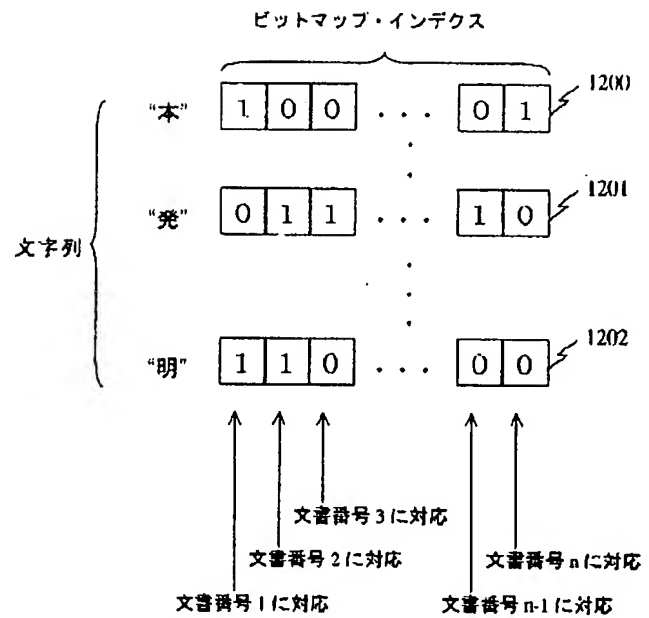 ビットマップ・インデクス
"本" 1 0 0 ... 0 1 1200
"発" 0 1 1 ... 1 0 1201
文字列
"明" 1 1 0 ... 0 0 1202
文書番号3に対応
文書番号2に対応 文書番号nに対応
文書番号1に対応 文書番号n-1に対応